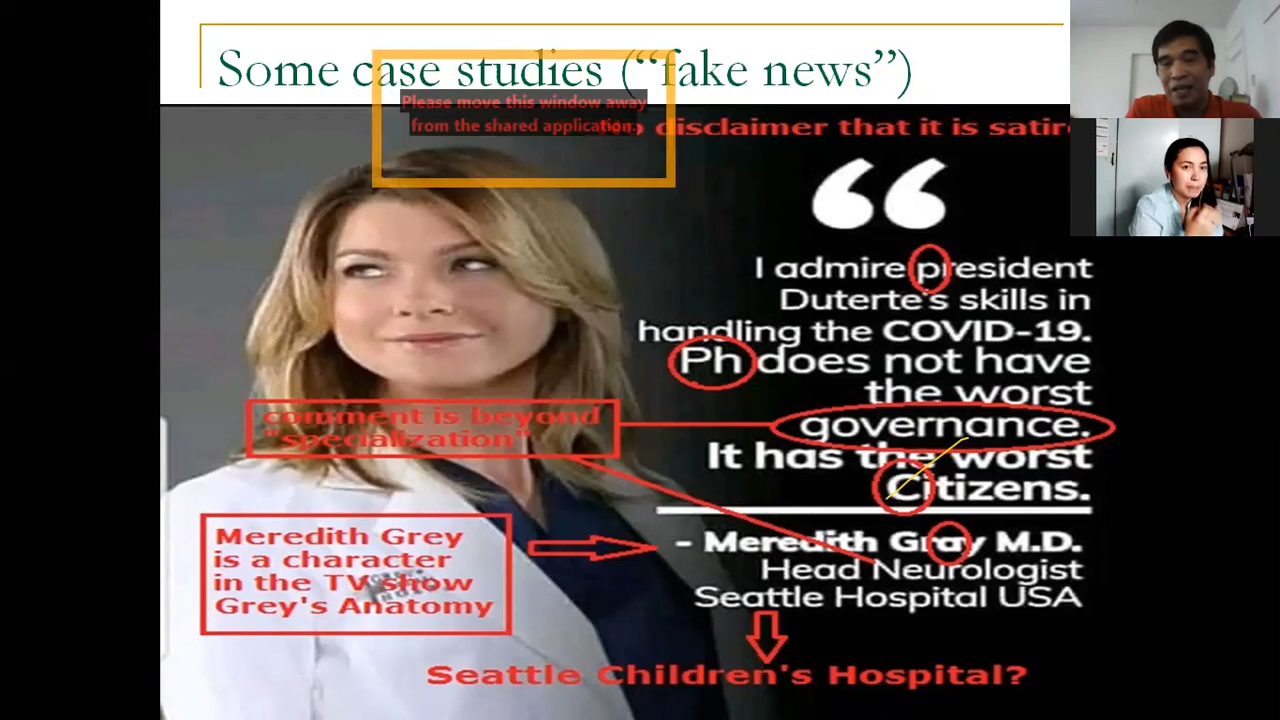 Some case studies (“fake news”)
Please move this window away
from the shared application.
disclaimer that it is satir
“
I admire president
Duterte's skills in
handling the COVID-19.
Ph does not have
the worst
governance.
It has the worst
Citizens.
comment is beyond
"specialization"
- Meredith Gray M.D.
Head Neurologist
Seattle Hospital USA
Meredith Grey
is a character
in the TV show
Grey's Anatomy
Seattle Children's Hospital?